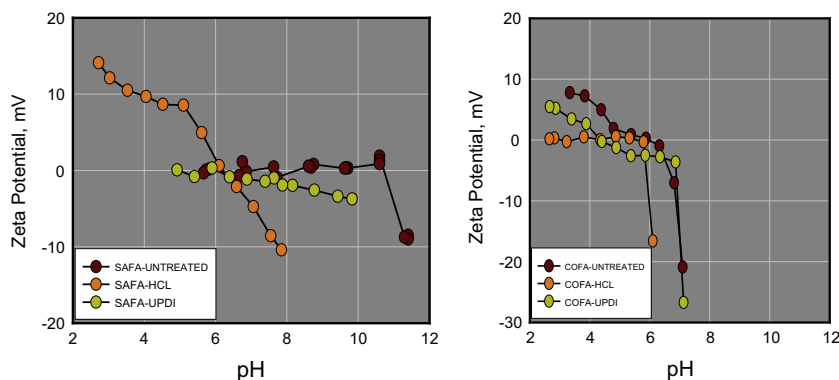 20
10
0
-10
-20
2
4
6
8
10
12
Zeta Potential, mV
pH
SAFA-UNTREATED
SAFA-HCL
SAFA-UPDI
20
10
0
-10
-20
-30
2
4
6
8
10
12
Zeta Potential, mV
pH
COFA-UNTREATED
COFA-HCL
COFA-UPDI